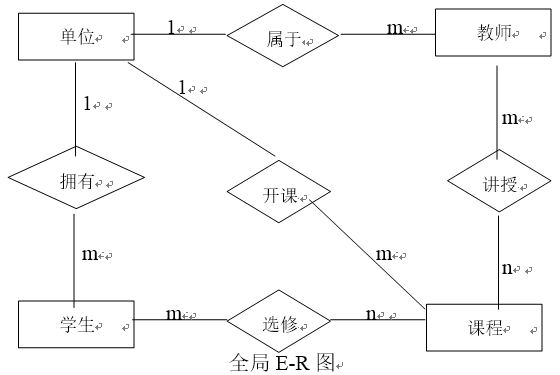 单位 1 属于 m 教师
1 1 m
拥有 开课 讲授
m m n
学生 m 选修 n 课程
全局 E-R 图